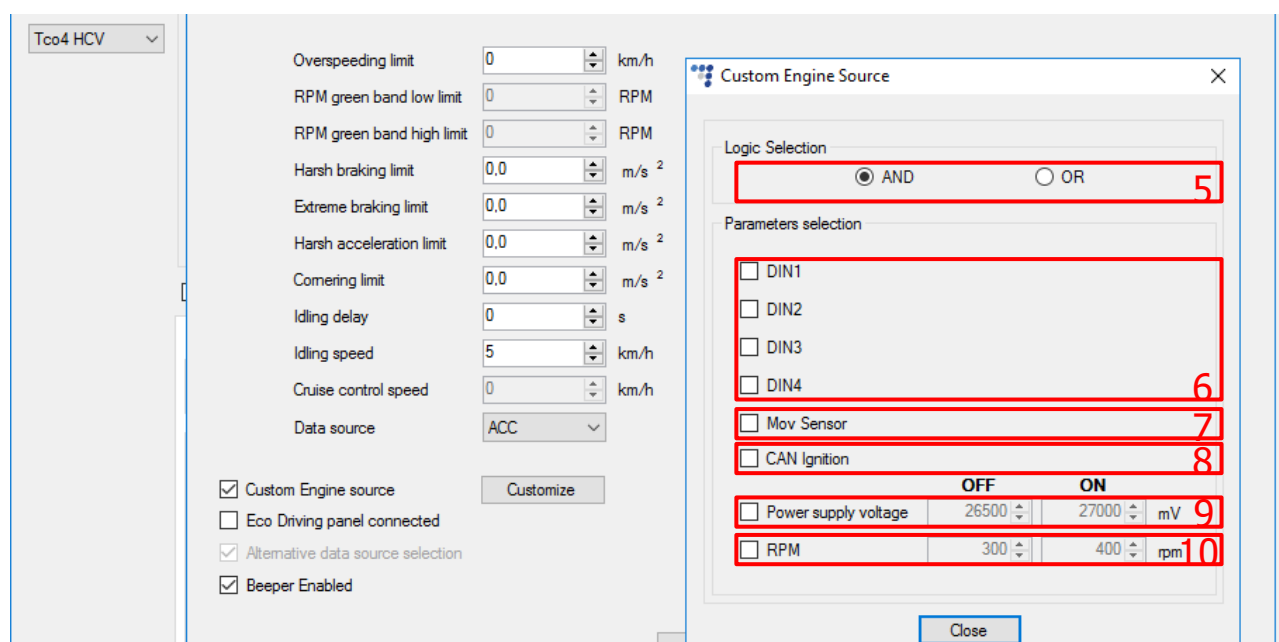 Tco4 HCV
Overspeeding limit 0 km/h
RPM green band low limit 0 RPM
RPM green band high limit 0 RPM
Harsh braking limit 0,0 m/s 2
Extreme braking limit 0,0 m/s 2
Harsh acceleration limit 0,0 m/s 2
Cornering limit 0,0 m/s 2
Idling delay 0 s
Idling speed 5 km/h
Cruise control speed 0 km/h
Data source ACC
Custom Engine source Customize
Eco Driving panel connected
Alternative data source selection
Beeper Enabled
Custom Engine Source
Logic Selection
AND OR 5
Parameters selection
DIN1
DIN2
DIN3
DIN4 6
Mov Sensor 7
CAN Ignition 8
OFF ON
Power supply voltage 26500 27000 mV 9
RPM 300 400 rpm 10
Close